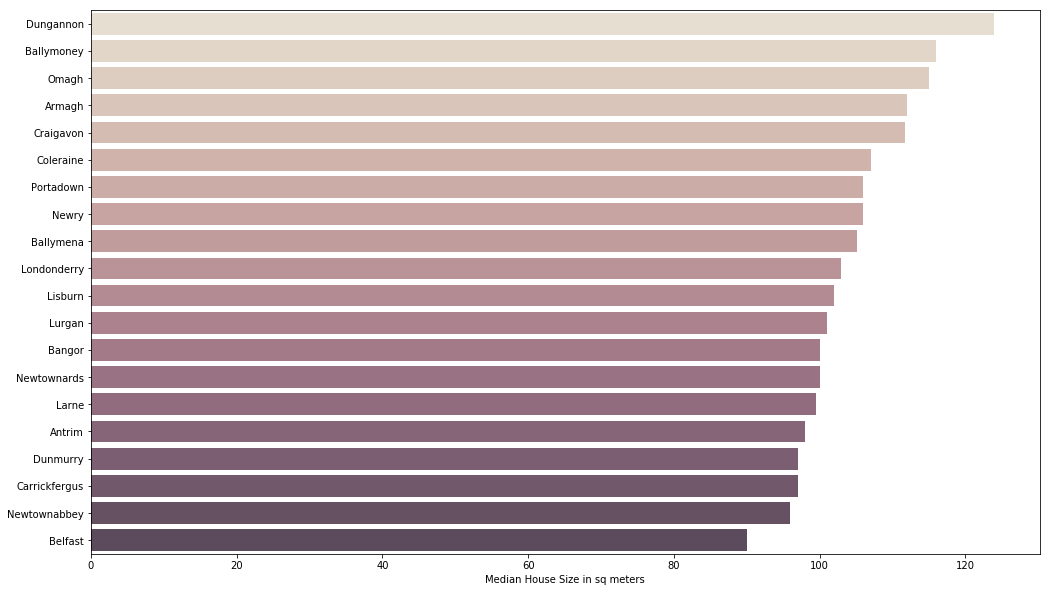 Dungannon
Ballymoney
Omagh
Armagh
Craigavon
Coleraine
Portadown
Newry
Ballymena
Londonderry
Lisburn
Lurgan
Bangor
Newtownards
Larne
Antrim
Dunmurry
Carrickfergus
Newtownabbey
Belfast
0 20 40 60 80 100 120
Median House Size in sq meters